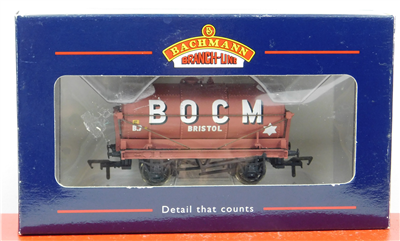 BACHMANN
BRANCH-LINE
BOCM
BRISTOL
Detail that counts